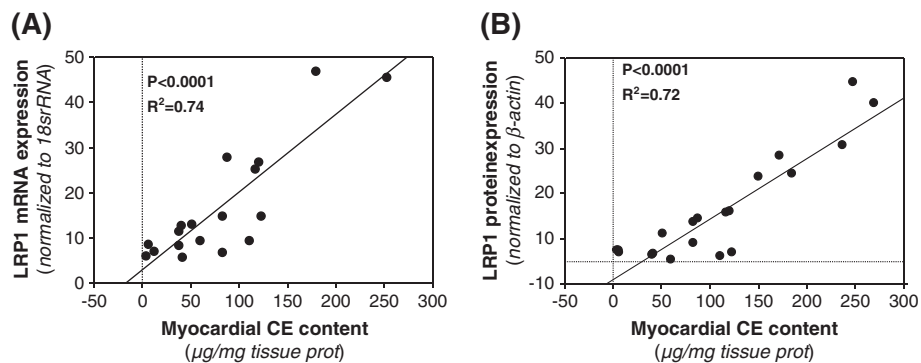 (A)
P<0.0001
R²=0.74
LRP1 mRNA expression
(normalized to 18srRNA)
50
40
30
20
10
0
-50 0 50 100 150 200 250 300
Myocardial CE content
(µg/mg tissue prot)
(B)
P<0.0001
R²=0.72
LRP1 proteinexpression
(normalized to β-actin)
50
40
30
20
10
-10
-50 0 50 100 150 200 250 300
Myocardial CE content
(µg/mg tissue prot)